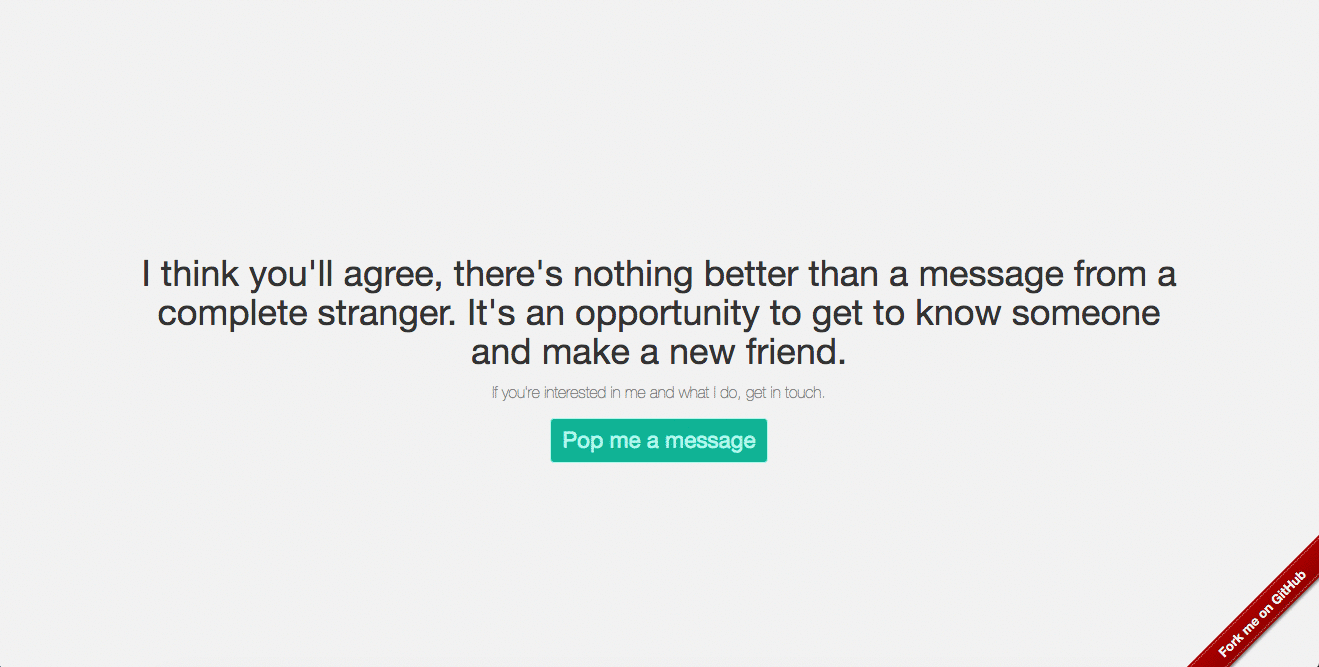 I think you'll agree, there's nothing better than a message from a
complete stranger. It's an opportunity to get to know someone
and make a new friend.
If you're interested in me and what I do, get in touch.
Pop me a message
Fork me on GitHub